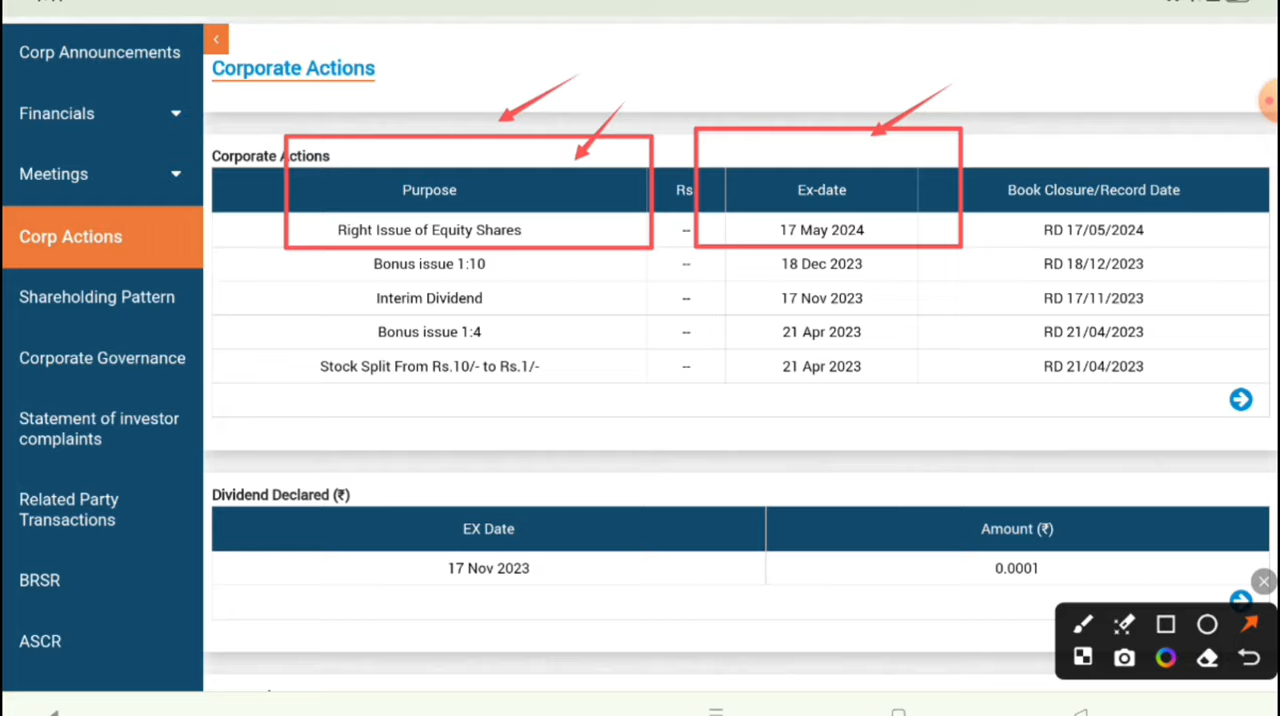 Corp Announcements
Financials
Meetings
Corp Actions
Shareholding Pattern
Corporate Governance
Statement of investor
complaints
Related Party
Transactions
BRSR
ASCR
Corporate Actions
Corporate Actions
Purpose Rs Ex-date Book Closure/Record Date
Right Issue of Equity Shares -- 17 May 2024 RD 17/05/2024
Bonus issue 1:10 -- 18 Dec 2023 RD 18/12/2023
Interim Dividend -- 17 Nov 2023 RD 17/11/2023
Bonus issue 1:4 -- 21 Apr 2023 RD 21/04/2023
Stock Split From Rs.10/- to Rs.1/- -- 21 Apr 2023 RD 21/04/2023
Dividend Declared (₹)
EX Date Amount (₹)
17 Nov 2023 0.0001